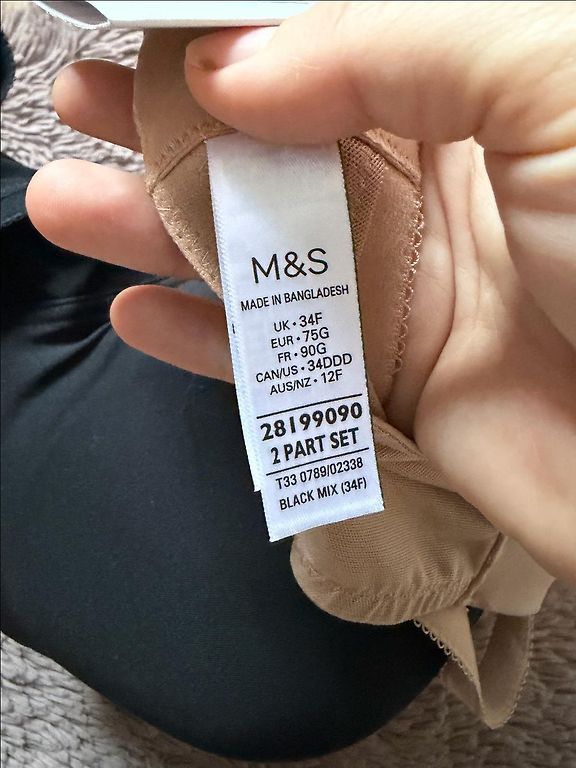 M&S
MADE IN BANGLADESH
UK • 34F
EUR • 75G
FR • 90G
CAN/US • 34DDD
AUS/NZ • 12F
28199090
2 PART SET
T33 0789/02338
BLACK MIX (34F)